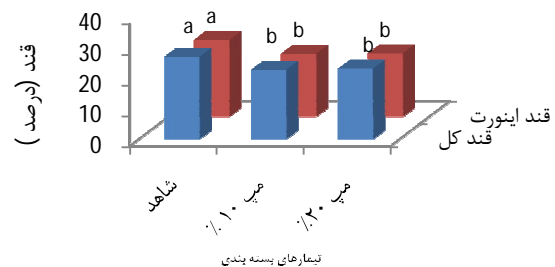 قند (درصد )
40
30
20
10
0
a a
b b
b b
قند اینورت
قند کل
شاهد
مپ ۱۰٪
مپ ۲۰٪
تیمارهای بسته بندی